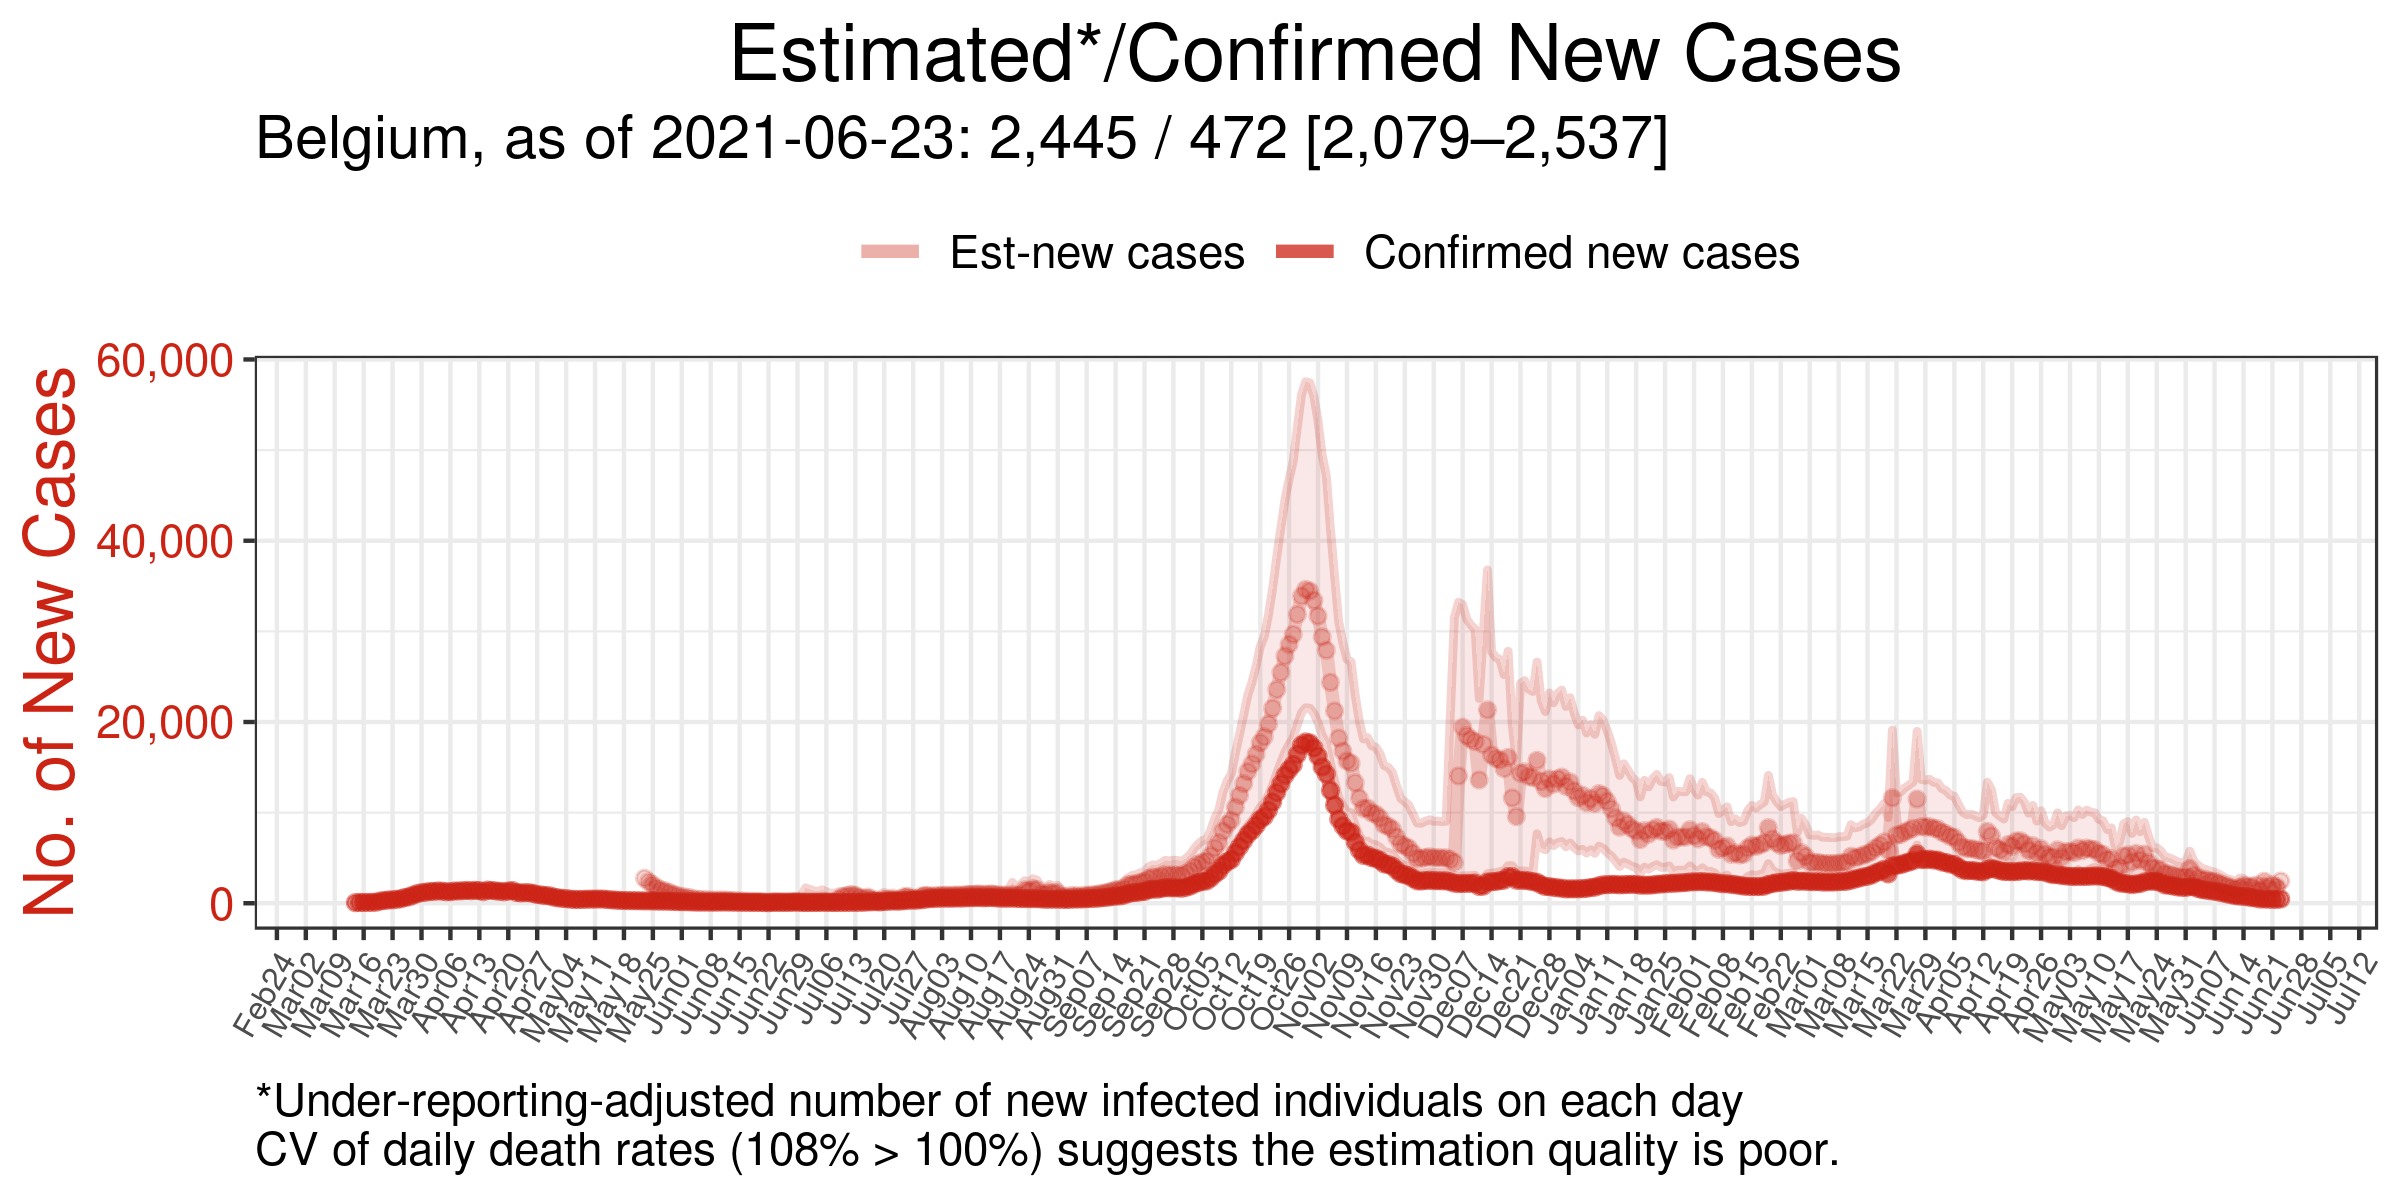 Estimated*/Confirmed New Cases
Belgium, as of 2021-06-23: 2,445 / 472 [2,079–2,537]
Est-new cases
Confirmed new cases
No. of New Cases
60,000
40,000
20,000
0
Feb24
Mar02
Mar09
Mar16
Mar23
Mar30
Apr06
Apr13
Apr20
Apr27
May04
May11
May18
May25
Jun01
Jun08
Jun15
Jun22
Jun29
Jul06
Jul13
Jul20
Jul27
Aug03
Aug10
Aug17
Aug24
Aug31
Sep07
Sep14
Sep21
Sep28
Oct05
Oct12
Oct19
Oct26
Nov02
Nov09
Nov16
Nov23
Nov30
Dec07
Dec14
Dec21
Dec28
Jan04
Jan11
Jan18
Jan25
Feb01
Feb08
Feb15
Feb22
Mar01
Mar08
Mar15
Mar22
Mar29
Apr05
Apr12
Apr19
Apr26
May03
May10
May17
May24
May31
Jun07
Jun14
Jun21
Jun28
Jul05
Jul12
*Under-reporting-adjusted number of new infected individuals on each day
CV of daily death rates (108% > 100%) suggests the estimation quality is poor.